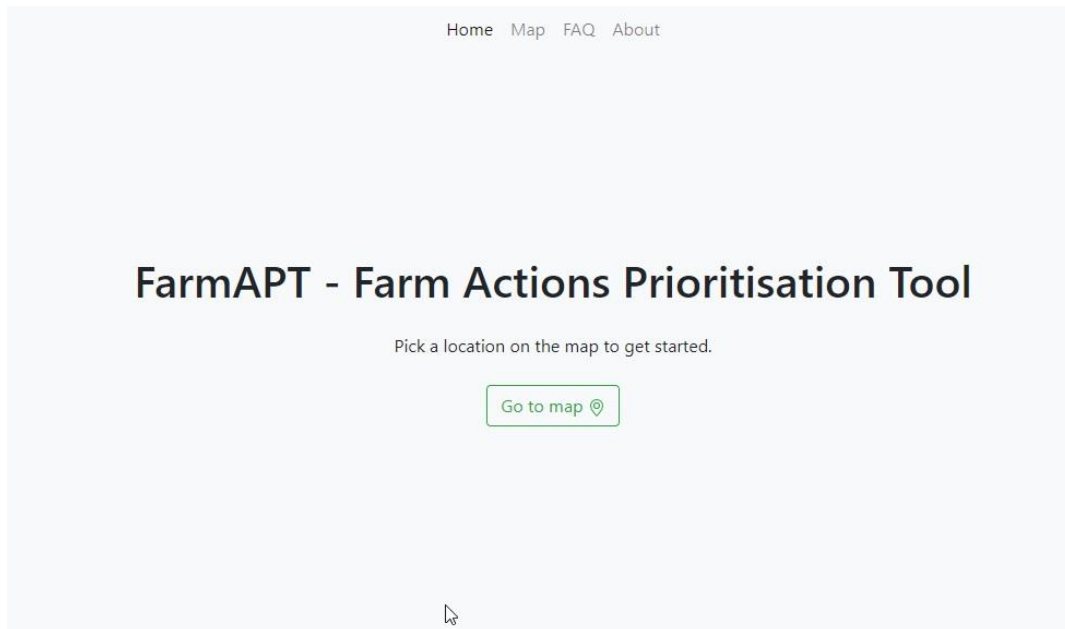 Home Map FAQ About
FarmAPT - Farm Actions Prioritisation Tool
Pick a location on the map to get started.
Go to map